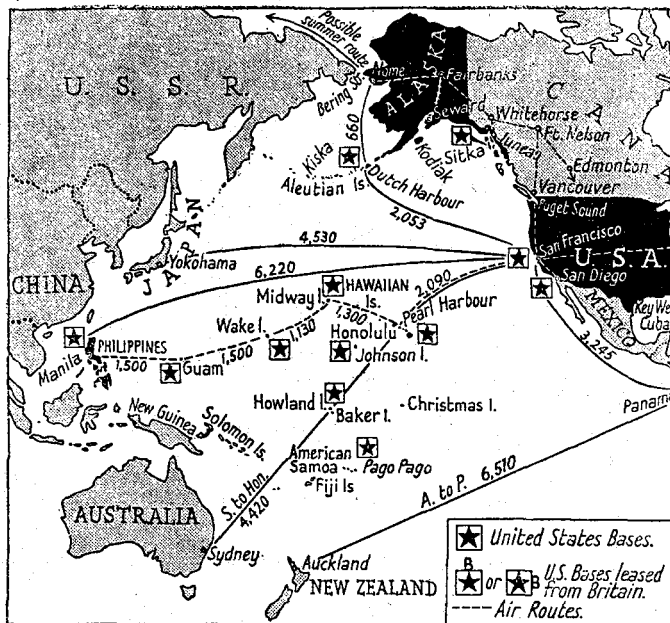 Possible
summer route
ALASKA
U. S. S. R.
Nome
Fairbanks
CANA
Bering St.
660
Seward
Whitehorse
Ft. Nelson
Juneau
Kiska
Kodiak
Sitka
Edmonton
B
Aleutian Is.
Dutch Harbour
Vancouver
Puget Sound
2,053
JAPAN
4,530
San Francisco
U. S. A.
Yokohama
CHINA
6,220
2,090
San Diego
HAWAIIAN
Is.
Midway I.
Pearl Harbour
MEXICO
Key We
Cuba
1,300
Wake I.
1,130
Honolulu
3,245
PHILIPPINES
Manila
1,500
1,500
Johnson I.
Guam
Howland I.
Baker I.
Christmas I.
Panama
New Guinea
Solomon Is.
American
Samoa
Pago Pago
Fiji Is
S. to Hon.
4,420
A. to P. 6,510
AUSTRALIA
Sydney
Auckland
NEW ZEALAND
United States Bases.
B
or
B
U.S. Bases leased
from Britain.
Air Routes.